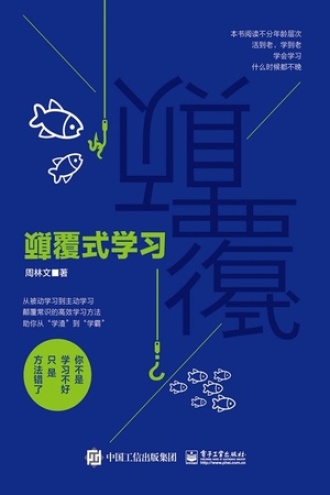 本书阅读不分年龄层次
活到老，学到老
学会学习
什么时候都不晚
颠覆
颠覆式学习
周林文■著
从被动学习到主动学习
颠覆常识的高效学习方法
助你从“学渣”到“学霸”
你不是
学习不好
只是
方法错了
中国工信出版集团
电子工业出版社